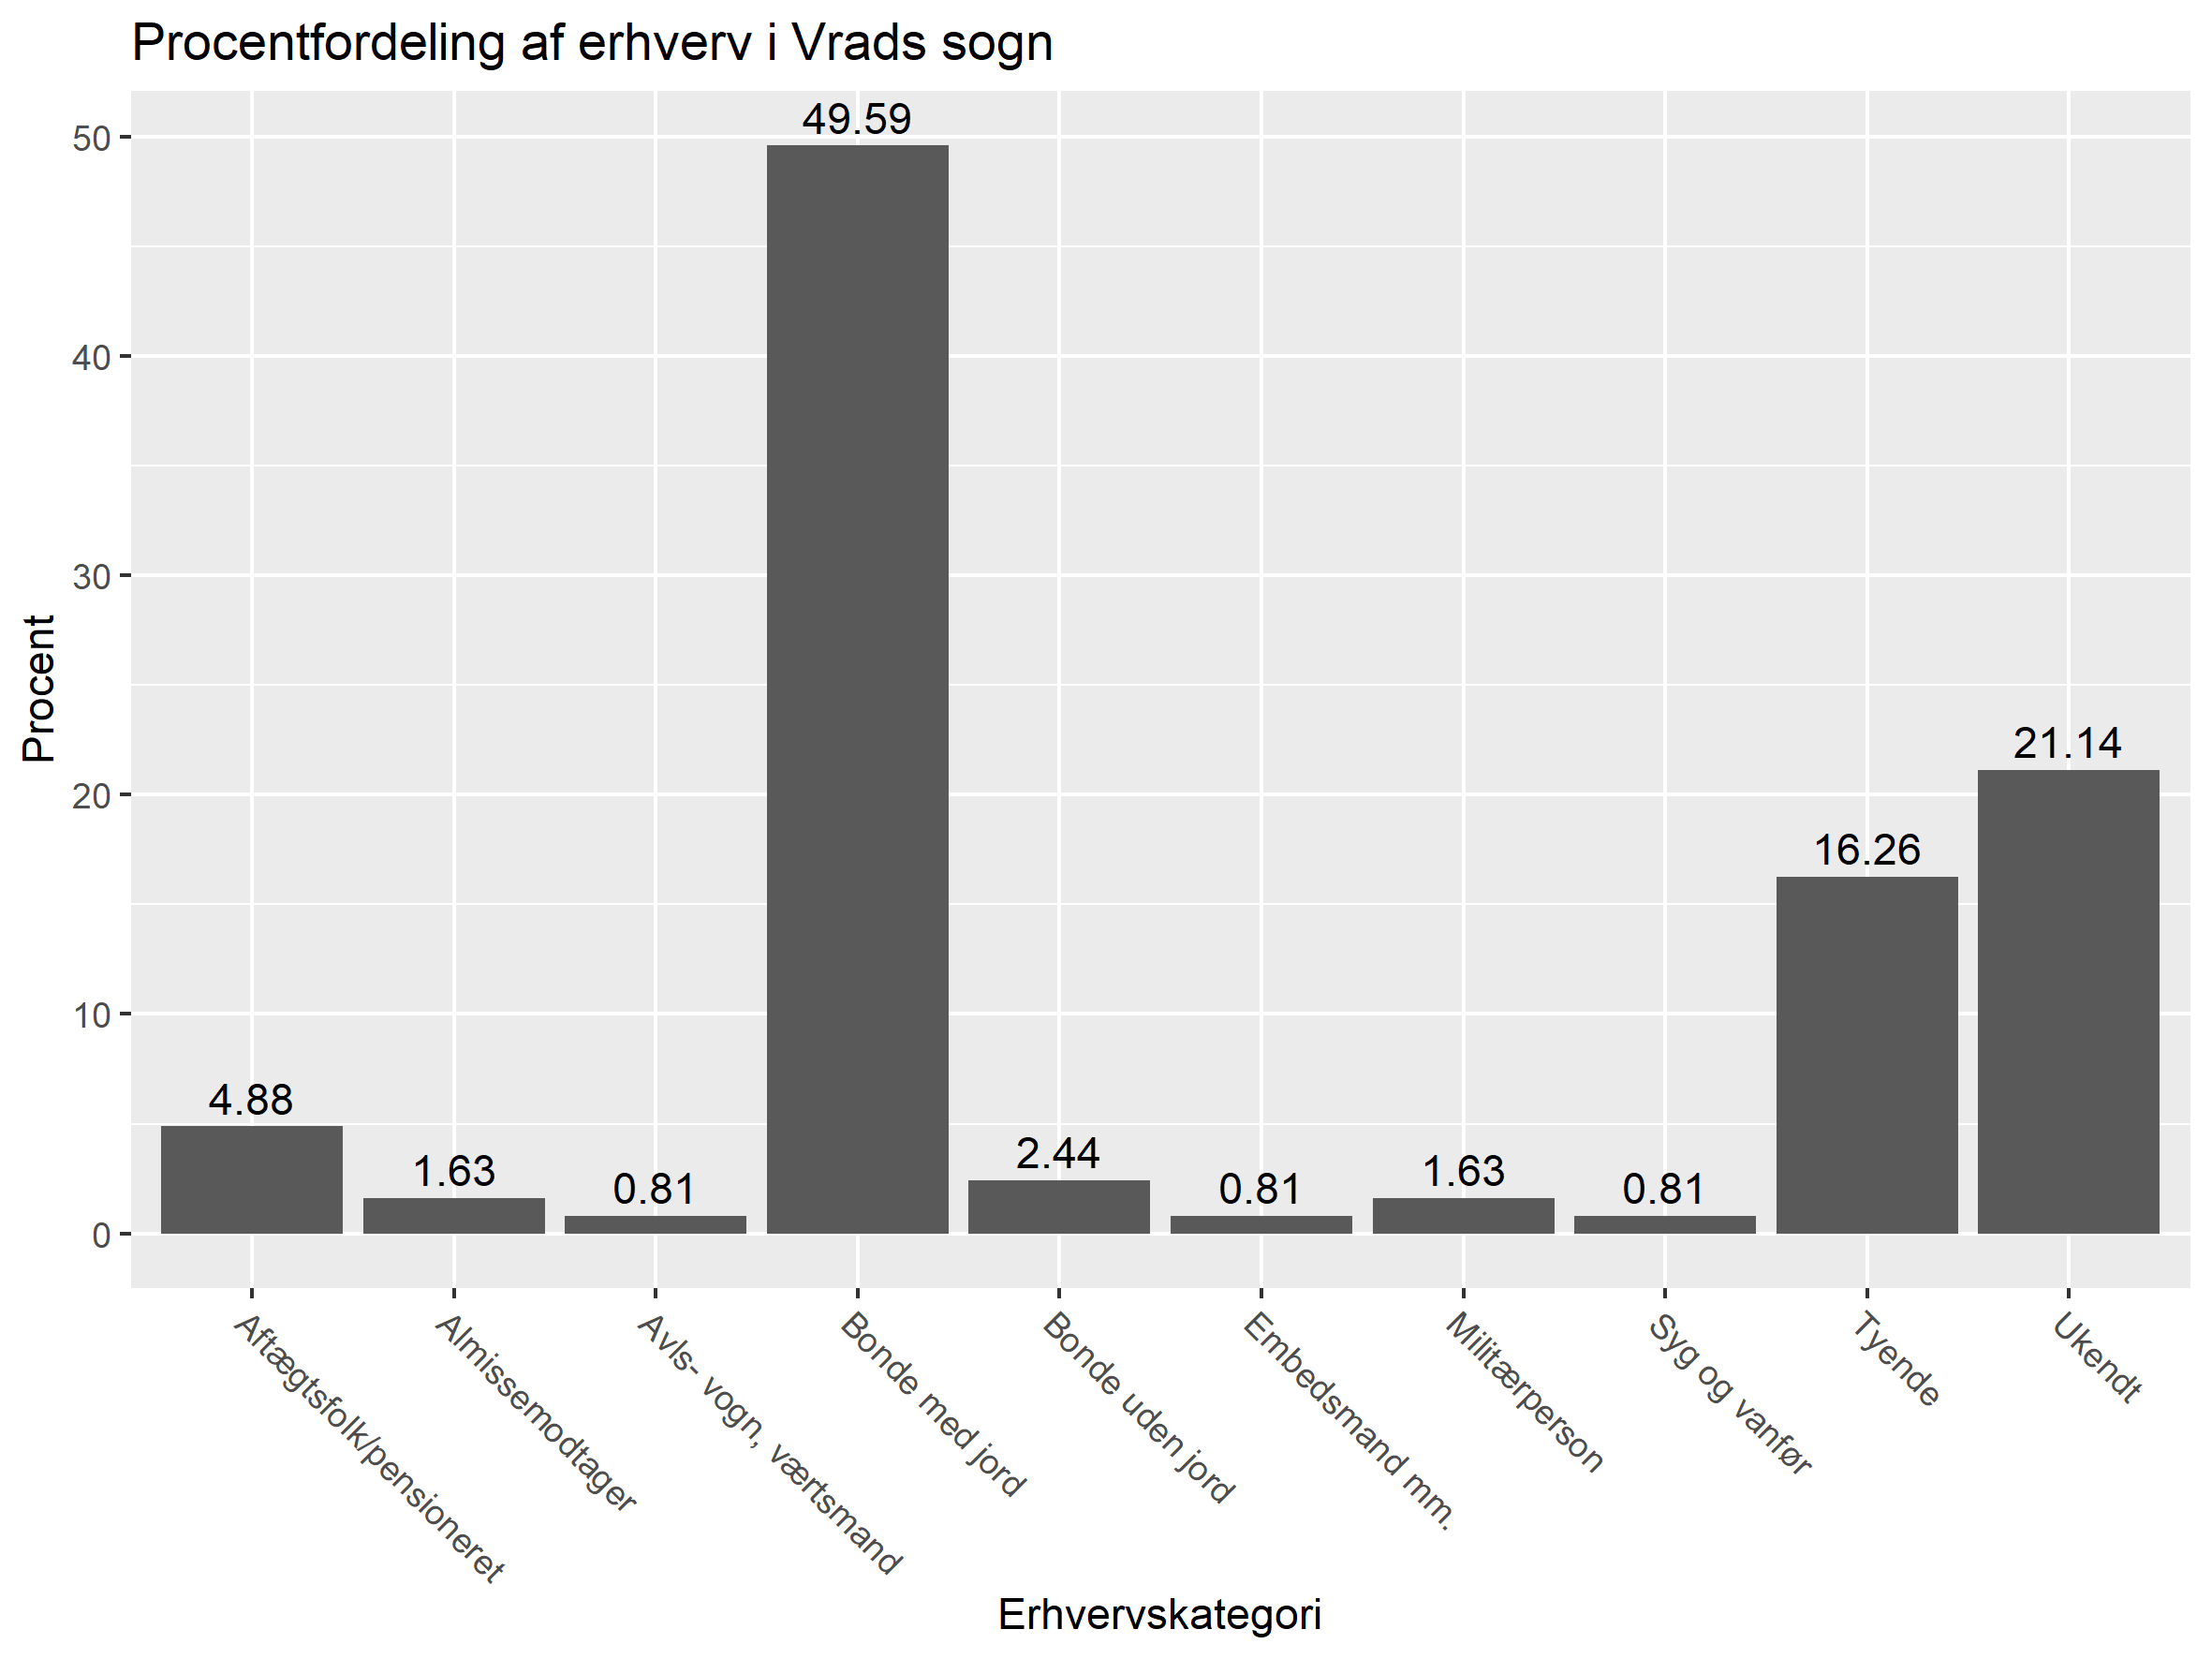 Procentfordeling af erhverv i Vrads sogn
Procent
50
40
30
20
10
0
4.88
1.63
0.81
49.59
2.44
0.81
1.63
0.81
16.26
21.14
Aftægtsfolk/pensioneret
Almissemodtager
Avls- vogn, værtsmand
Bonde med jord
Bonde uden jord
Embedsmand mm.
Militærperson
Syg og vanfør
Tyende
Ukendt
Erhvervskategori